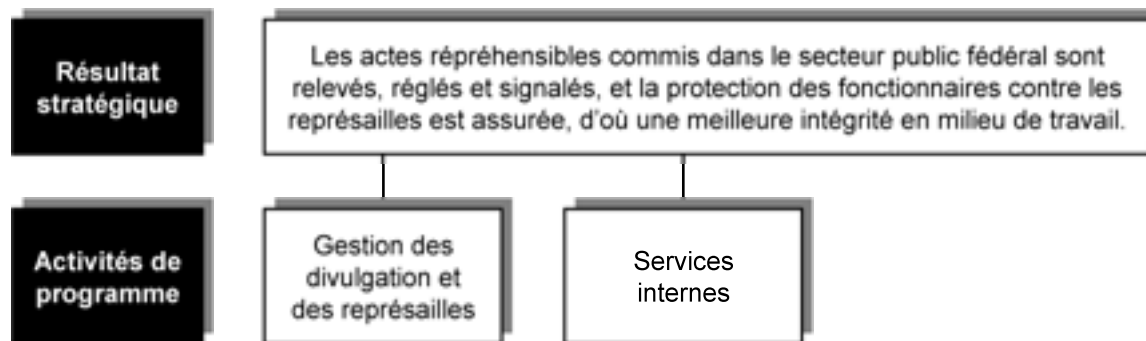 Résultat
stratégique
Les actes répréhensibles commis dans le secteur public fédéral sont
relevés, réglés et signalés, et la protection des fonctionnaires contre les
représailles est assurée, d'où une meilleure intégrité en milieu de travail.
Activités de
programme
Gestion des
divulgation et
des représailles
Services
internes